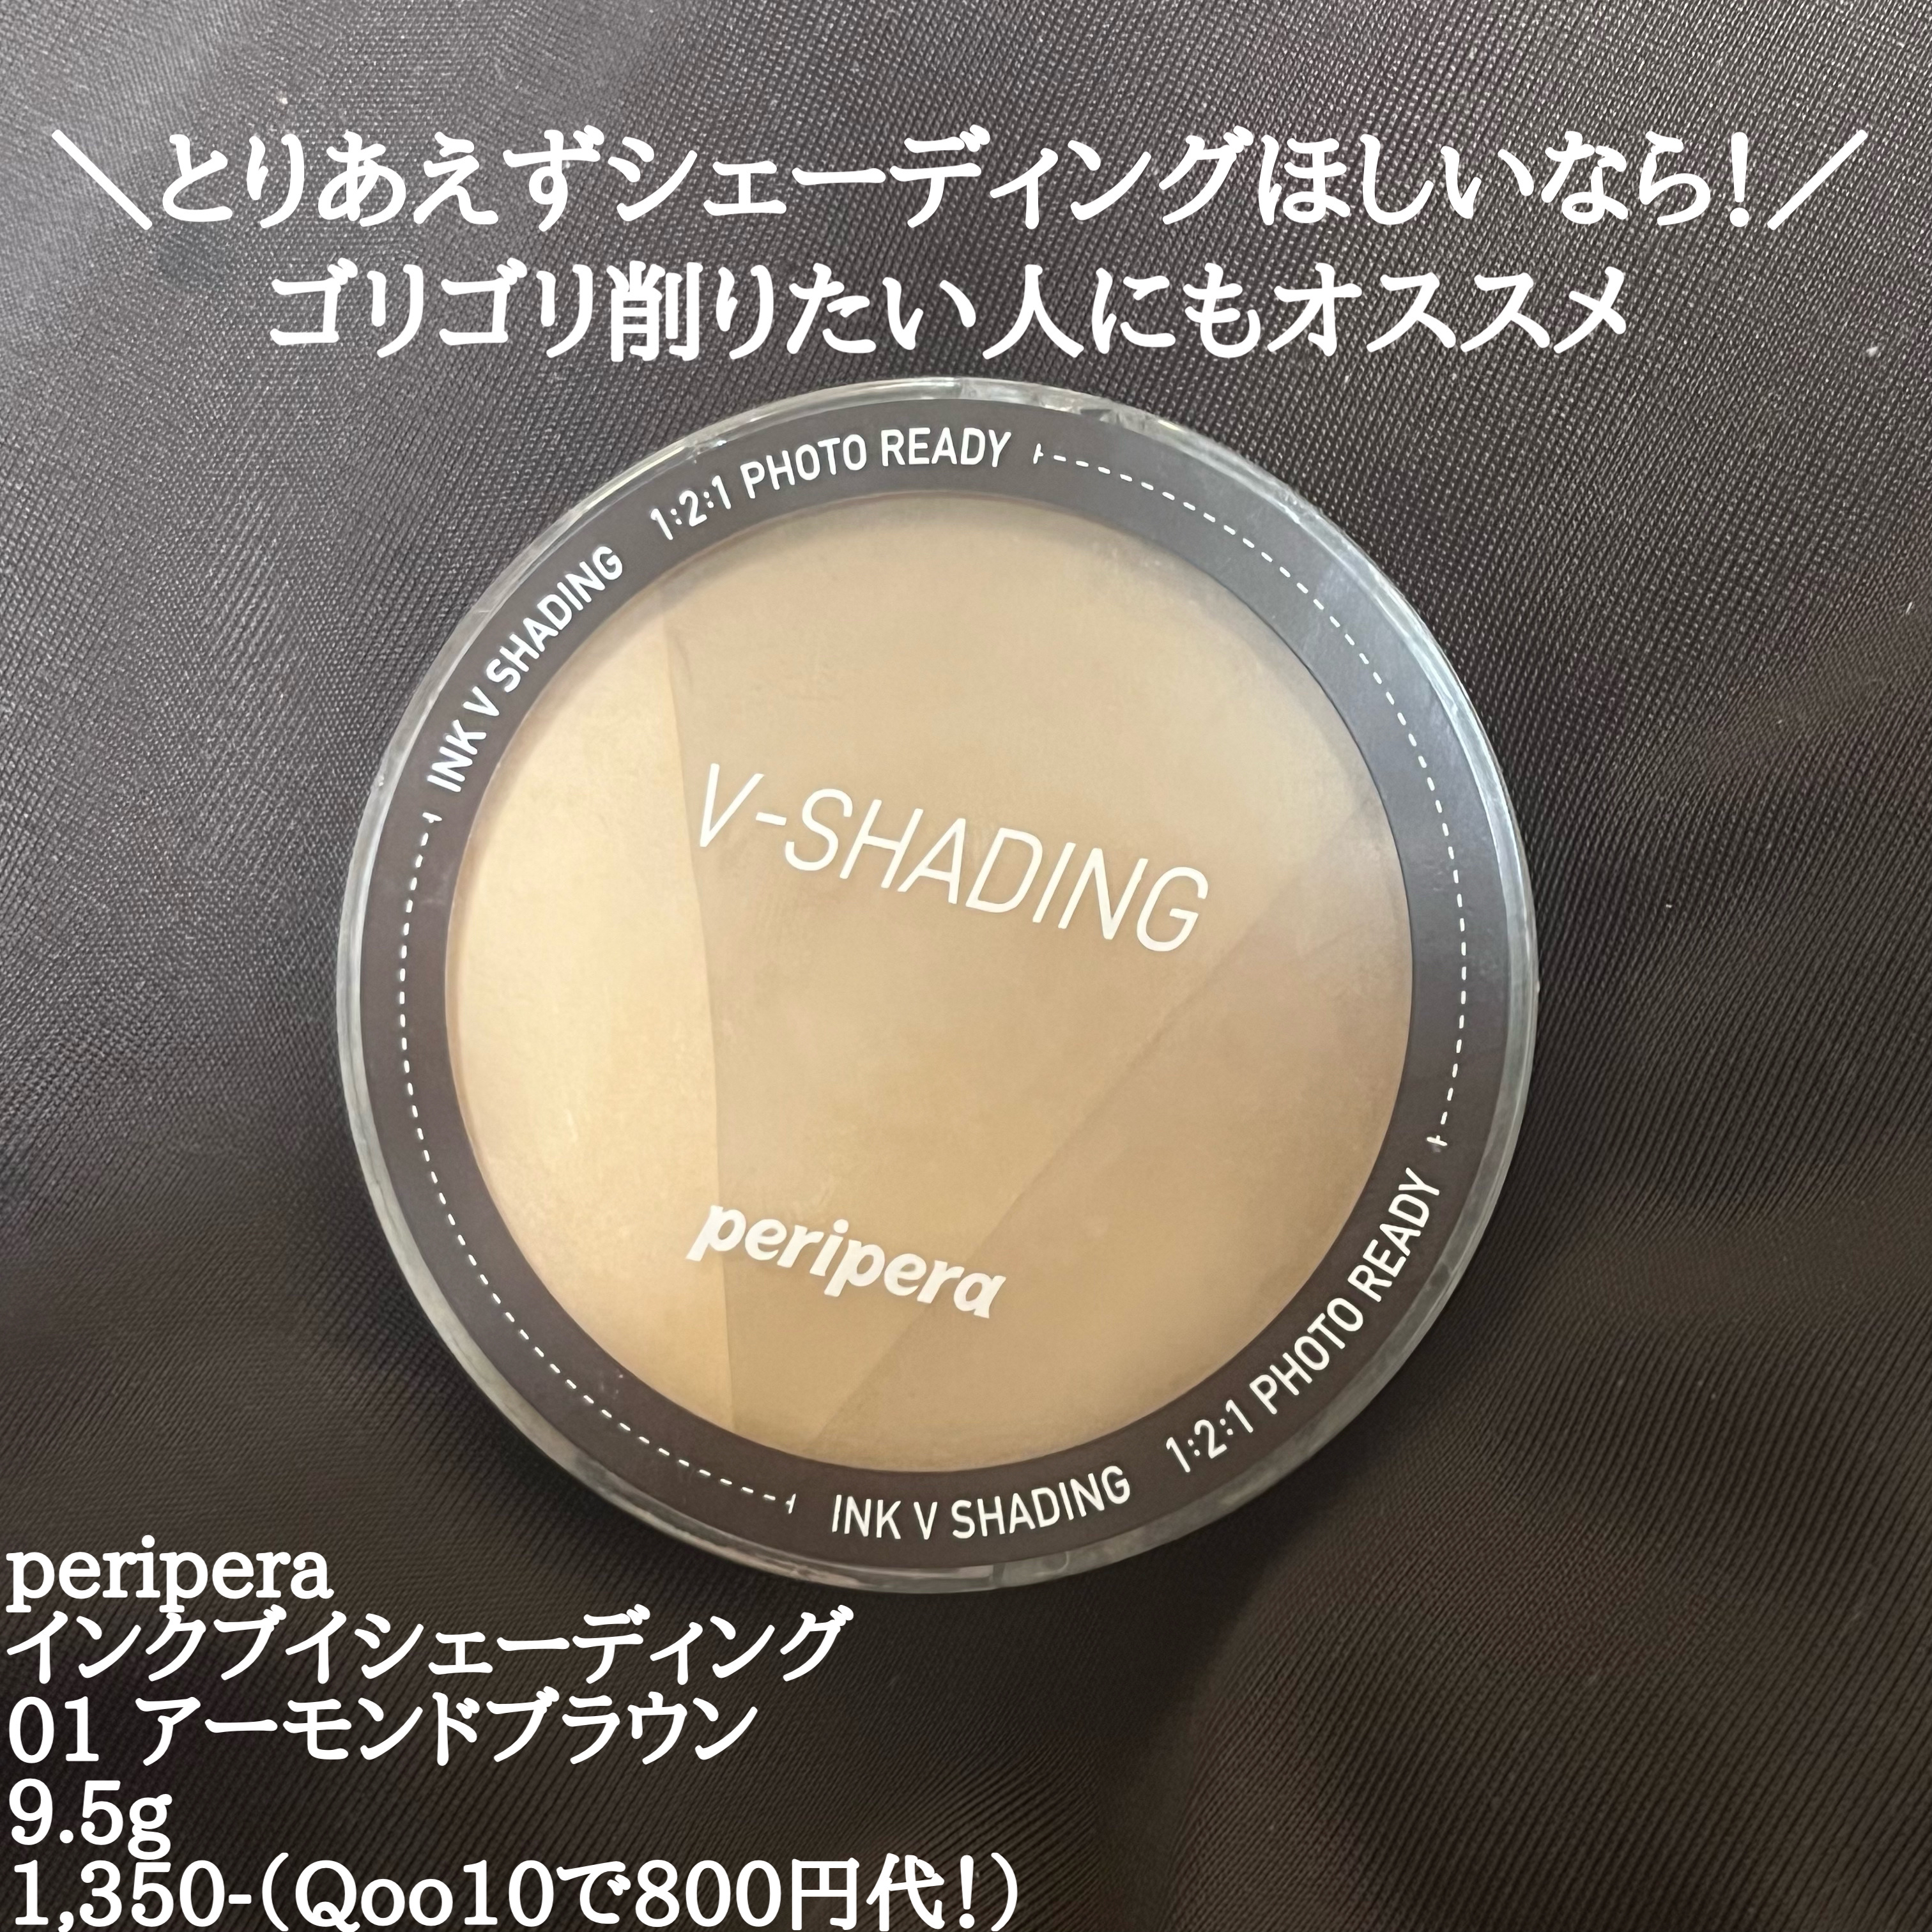 ＼とりあえずシェーディングほしいなら！／
ゴリゴリ削りたい人にもオススメ
INK V SHADING 1:2:1 PHOTO READY
V-SHADING
peripera
INK V SHADING 1:2:1 PHOTO READY
peripera
インクブイシェーディング
01 アーモンドブラウン
9.5g
1,350-（Qoo10で800円代！）